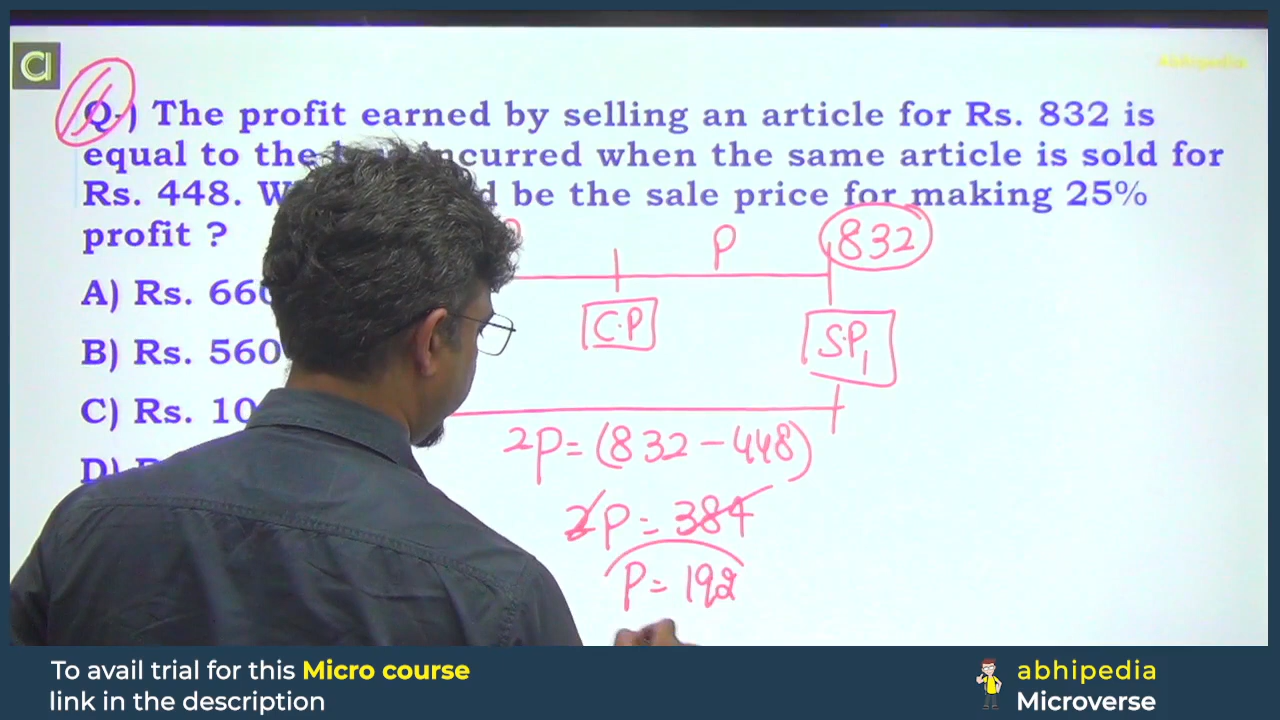 Abhipedia
Q-) The profit earned by selling an article for Rs. 832 is
equal to the incurred when the same article is sold for
Rs. 448. be the sale price for making 25%
profit ?
P 832
A) Rs. 660
C.P
S.P1
B) Rs. 560
C) Rs. 10
2P = (832 - 448)
D)
2P = 384
P = 192
To avail trial for this Micro course
link in the description
abhipedia
Microverse